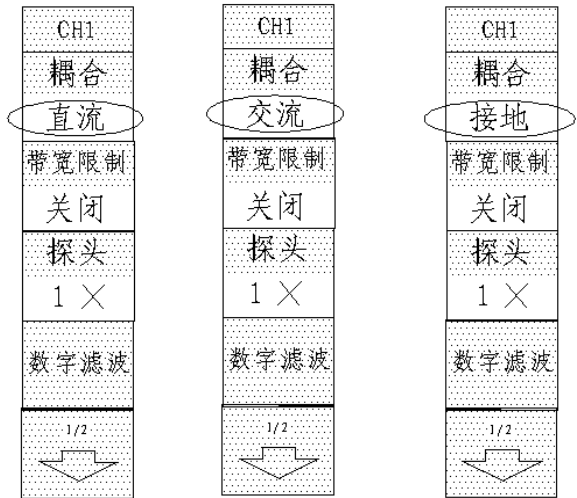 CH1
耦合
直流
带宽限制
关闭
探头
1 X
数字滤波
1/2
CH1
耦合
交流
带宽限制
关闭
探头
1 X
数字滤波
1/2
CH1
耦合
接地
带宽限制
关闭
探头
1 X
数字滤波
1/2